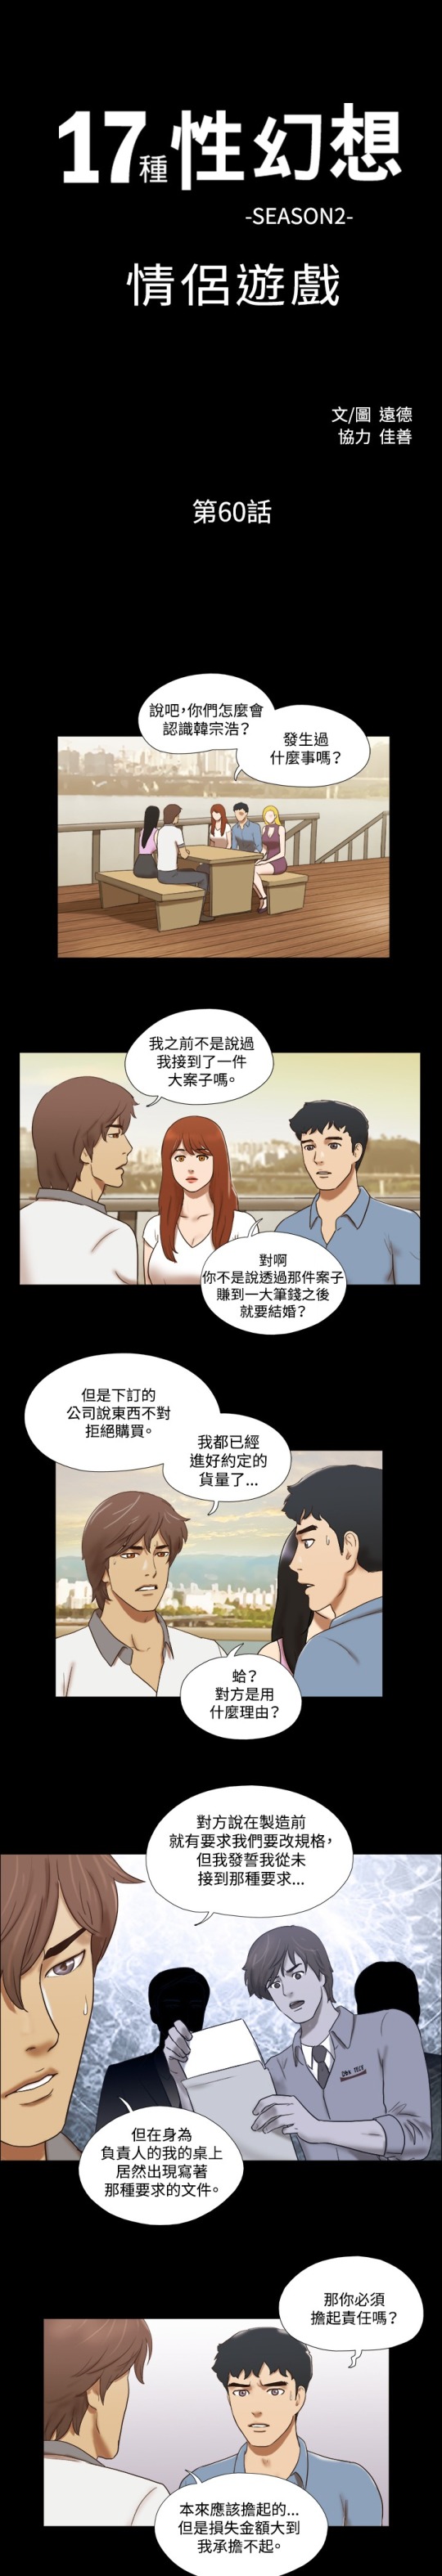 17種性幻想
-SEASON2-
情侶遊戲
文/圖 遠德
協力 佳善
第60話
說吧,你們怎麼會
認識韓宗浩?
發生過
什麼事嗎?
我之前不是說過
我接到了一件
大案子嗎。
對啊
你不是說透過那件案子
賺到一大筆錢之後
就要結婚?
但是下訂的
公司說東西不對
拒絕購買。
我都已經
進好約定的
貨量了...
蛤?
對方是用
什麼理由?
對方說在製造前
就有要求我們要改規格,
但我發誓我從未
接到那種要求...
但在身為
負責人的我的桌上
居然出現寫著
那種要求的文件。
那你必須
擔起責任嗎?
本來應該擔起的...
但是損失金額大到
我承擔不起。